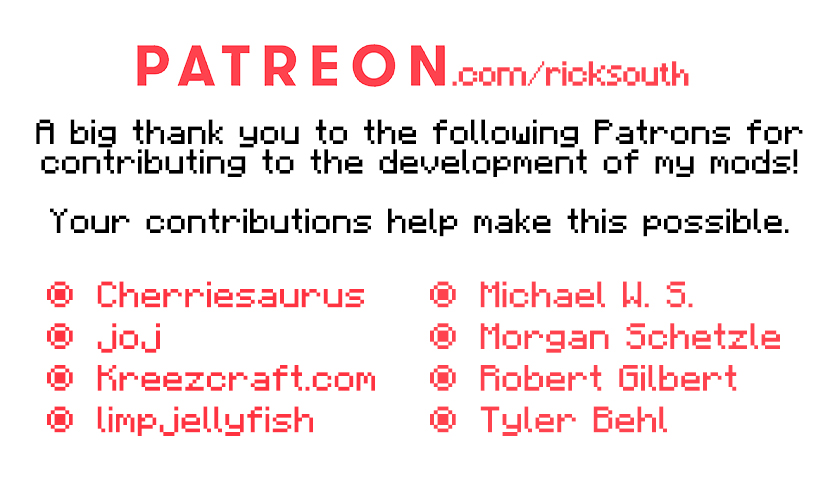 PATREON.com/ricksouth
A big thank you to the following Patrons for
contributing to the development of my mods!
Your contributions help make this possible.
Cherriesaurus
joj
Kreezcraft.com
limpjellyfish
Michael W. S.
Morgan Schetzle
Robert Gilbert
Tyler Behl